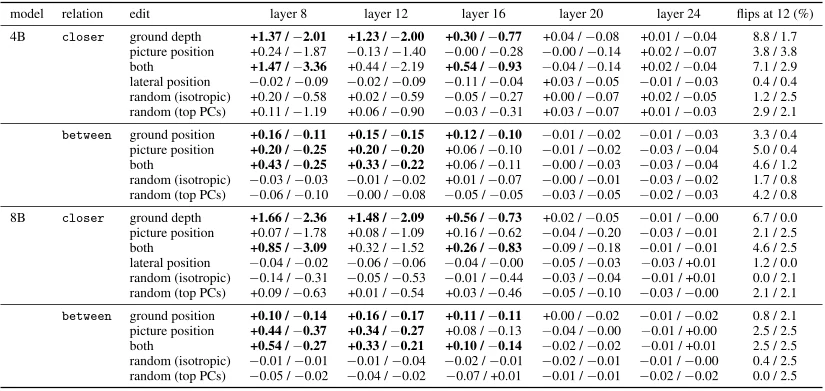 model relation edit layer 8 layer 12 layer 16 layer 20 layer 24 flips at 12 (%)
4B closer ground depth +1.37 / −2.01 +1.23 / −2.00 +0.30 / −0.77 +0.04 / −0.08 +0.01 / −0.04 8.8 / 1.7
picture position +0.24 / −1.87 −0.13 / −1.40 −0.00 / −0.28 −0.00 / −0.14 +0.02 / −0.07 3.8 / 3.8
both +1.47 / −3.36 +0.44 / −2.19 +0.54 / −0.93 −0.04 / −0.14 +0.02 / −0.04 7.1 / 2.9
lateral position −0.02 / −0.09 −0.02 / −0.09 −0.11 / −0.04 +0.03 / −0.05 −0.01 / −0.03 0.4 / 0.4
random (isotropic) +0.20 / −0.58 +0.02 / −0.59 −0.05 / −0.27 +0.00 / −0.07 +0.02 / −0.05 1.2 / 2.5
random (top PCs) +0.11 / −1.19 +0.06 / −0.90 −0.03 / −0.31 +0.03 / −0.07 +0.01 / −0.03 2.9 / 2.1
between ground position +0.16 / −0.11 +0.15 / −0.15 +0.12 / −0.10 −0.01 / −0.02 −0.01 / −0.03 3.3 / 0.4
picture position +0.20 / −0.25 +0.20 / −0.20 +0.06 / −0.10 −0.01 / −0.03 −0.03 / −0.02 5.0 / 0.4
both +0.43 / −0.25 +0.33 / −0.22 +0.06 / −0.11 −0.00 / −0.03 −0.03 / −0.04 4.6 / 1.2
random (isotropic) −0.03 / −0.03 −0.01 / −0.02 +0.01 / −0.07 −0.00 / −0.01 −0.03 / −0.02 1.7 / 0.8
random (top PCs) −0.06 / −0.10 −0.00 / −0.08 −0.05 / −0.05 −0.03 / −0.05 −0.02 / −0.03 4.2 / 0.8
8B closer ground depth +1.66 / −2.36 +1.48 / −2.09 +0.56 / −0.73 +0.02 / −0.05 −0.01 / −0.00 6.7 / 0.0
picture position +0.07 / −1.78 +0.08 / −1.09 +0.16 / −0.62 −0.04 / −0.20 −0.03 / −0.01 2.1 / 2.5
both +0.85 / −3.09 +0.32 / −1.52 +0.26 / −0.83 −0.09 / −0.18 −0.01 / −0.01 4.6 / 2.5
lateral position −0.04 / −0.02 −0.06 / −0.06 −0.04 / −0.00 −0.05 / −0.03 −0.03 / +0.01 1.2 / 0.0
random (isotropic) −0.14 / −0.31 −0.05 / −0.53 −0.01 / −0.44 −0.03 / −0.04 −0.01 / +0.01 0.0 / 2.1
random (top PCs) +0.09 / −0.63 +0.01 / −0.54 +0.03 / −0.46 −0.05 / −0.10 −0.03 / −0.00 2.1 / 2.1
between ground position +0.10 / −0.14 +0.16 / −0.17 +0.11 / −0.11 +0.00 / −0.02 −0.01 / −0.02 0.8 / 2.1
picture position +0.44 / −0.37 +0.34 / −0.27 +0.08 / −0.13 −0.04 / −0.00 −0.01 / +0.00 2.5 / 2.5
both +0.54 / −0.27 +0.33 / −0.21 +0.10 / −0.14 −0.02 / −0.02 −0.01 / +0.01 2.5 / 2.5
random (isotropic) −0.01 / −0.01 −0.01 / −0.04 −0.02 / −0.01 −0.02 / −0.01 −0.01 / −0.00 0.4 / 2.5
random (top PCs) −0.05 / −0.02 −0.04 / −0.02 −0.07 / +0.01 −0.01 / −0.01 −0.02 / −0.02 0.0 / 2.5